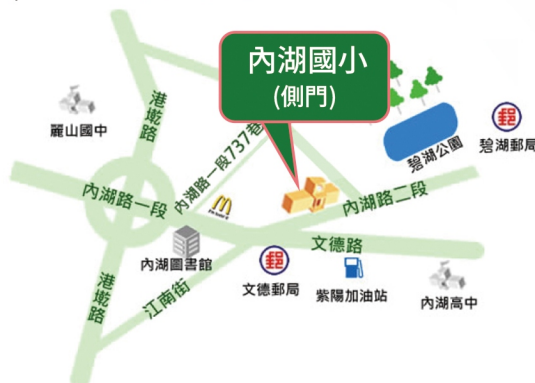 內湖國小
(側門)
港墘路
麗山國中
內湖路一段737巷
碧湖公園
郵
碧湖郵局
內湖路一段
內湖路二段
文德路
內湖圖書館
郵
文德郵局
紫陽加油站
內湖高中
港墘路
江南街